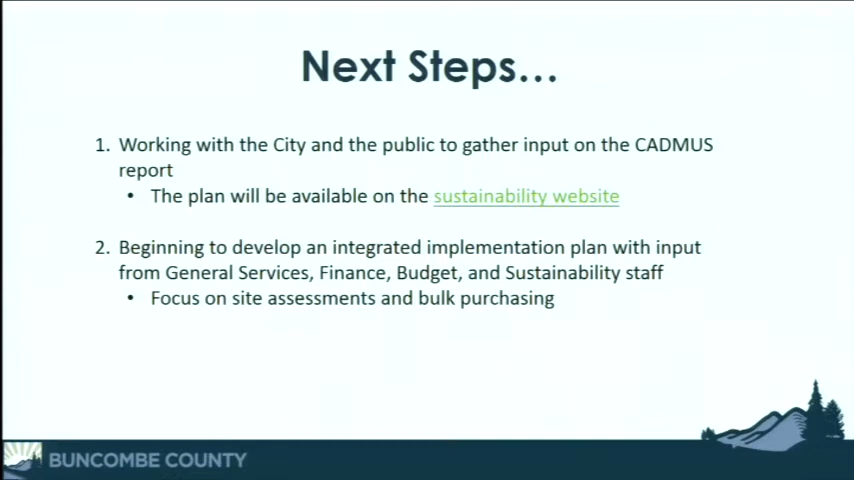 Next Steps...
1. Working with the City and the public to gather input on the CADMUS
report
• The plan will be available on the sustainability website
2. Beginning to develop an integrated implementation plan with input
from General Services, Finance, Budget, and Sustainability staff
• Focus on site assessments and bulk purchasing
BUNCOMBE COUNTY